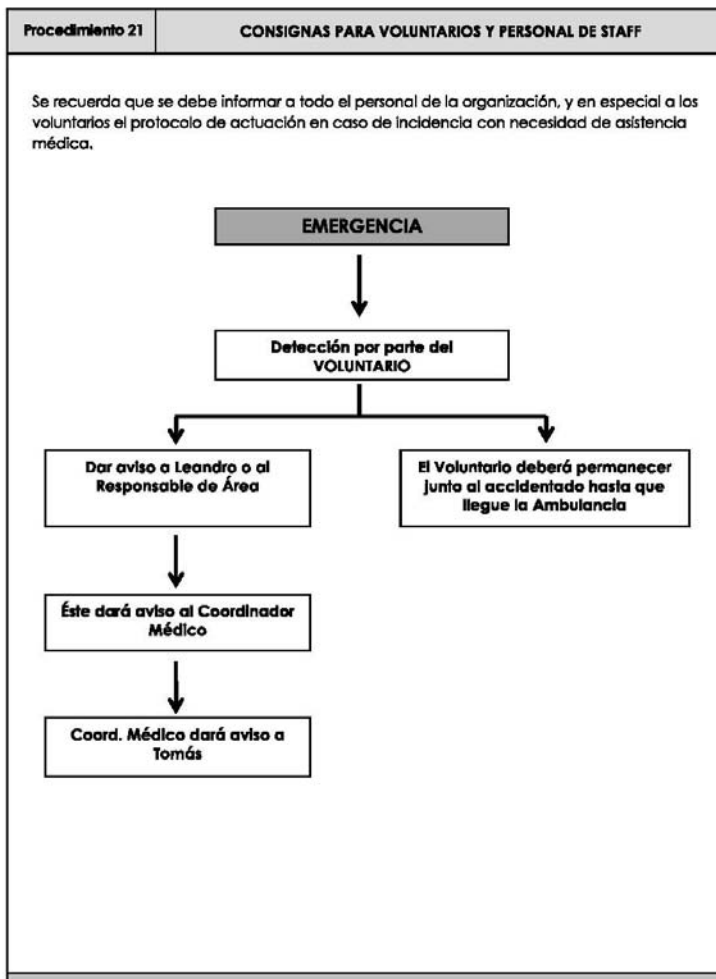 Procedimiento 21
CONSIGNAS PARA VOLUNTARIOS Y PERSONAL DE STAFF
Se recuerda que se debe informar a todo el personal de la organización, y en especial a los
voluntarios el protocolo de actuación en caso de incidencia con necesidad de asistencia
médica.
EMERGENCIA
Detección por parte del
VOLUNTARIO
Dar aviso a Leandro o al
Responsable de Área
El Voluntario deberá permanecer
junto al accidentado hasta que
llegue la Ambulancia
Éste dará aviso al Coordinador
Médico
Coord. Médico dará aviso a
Tomás